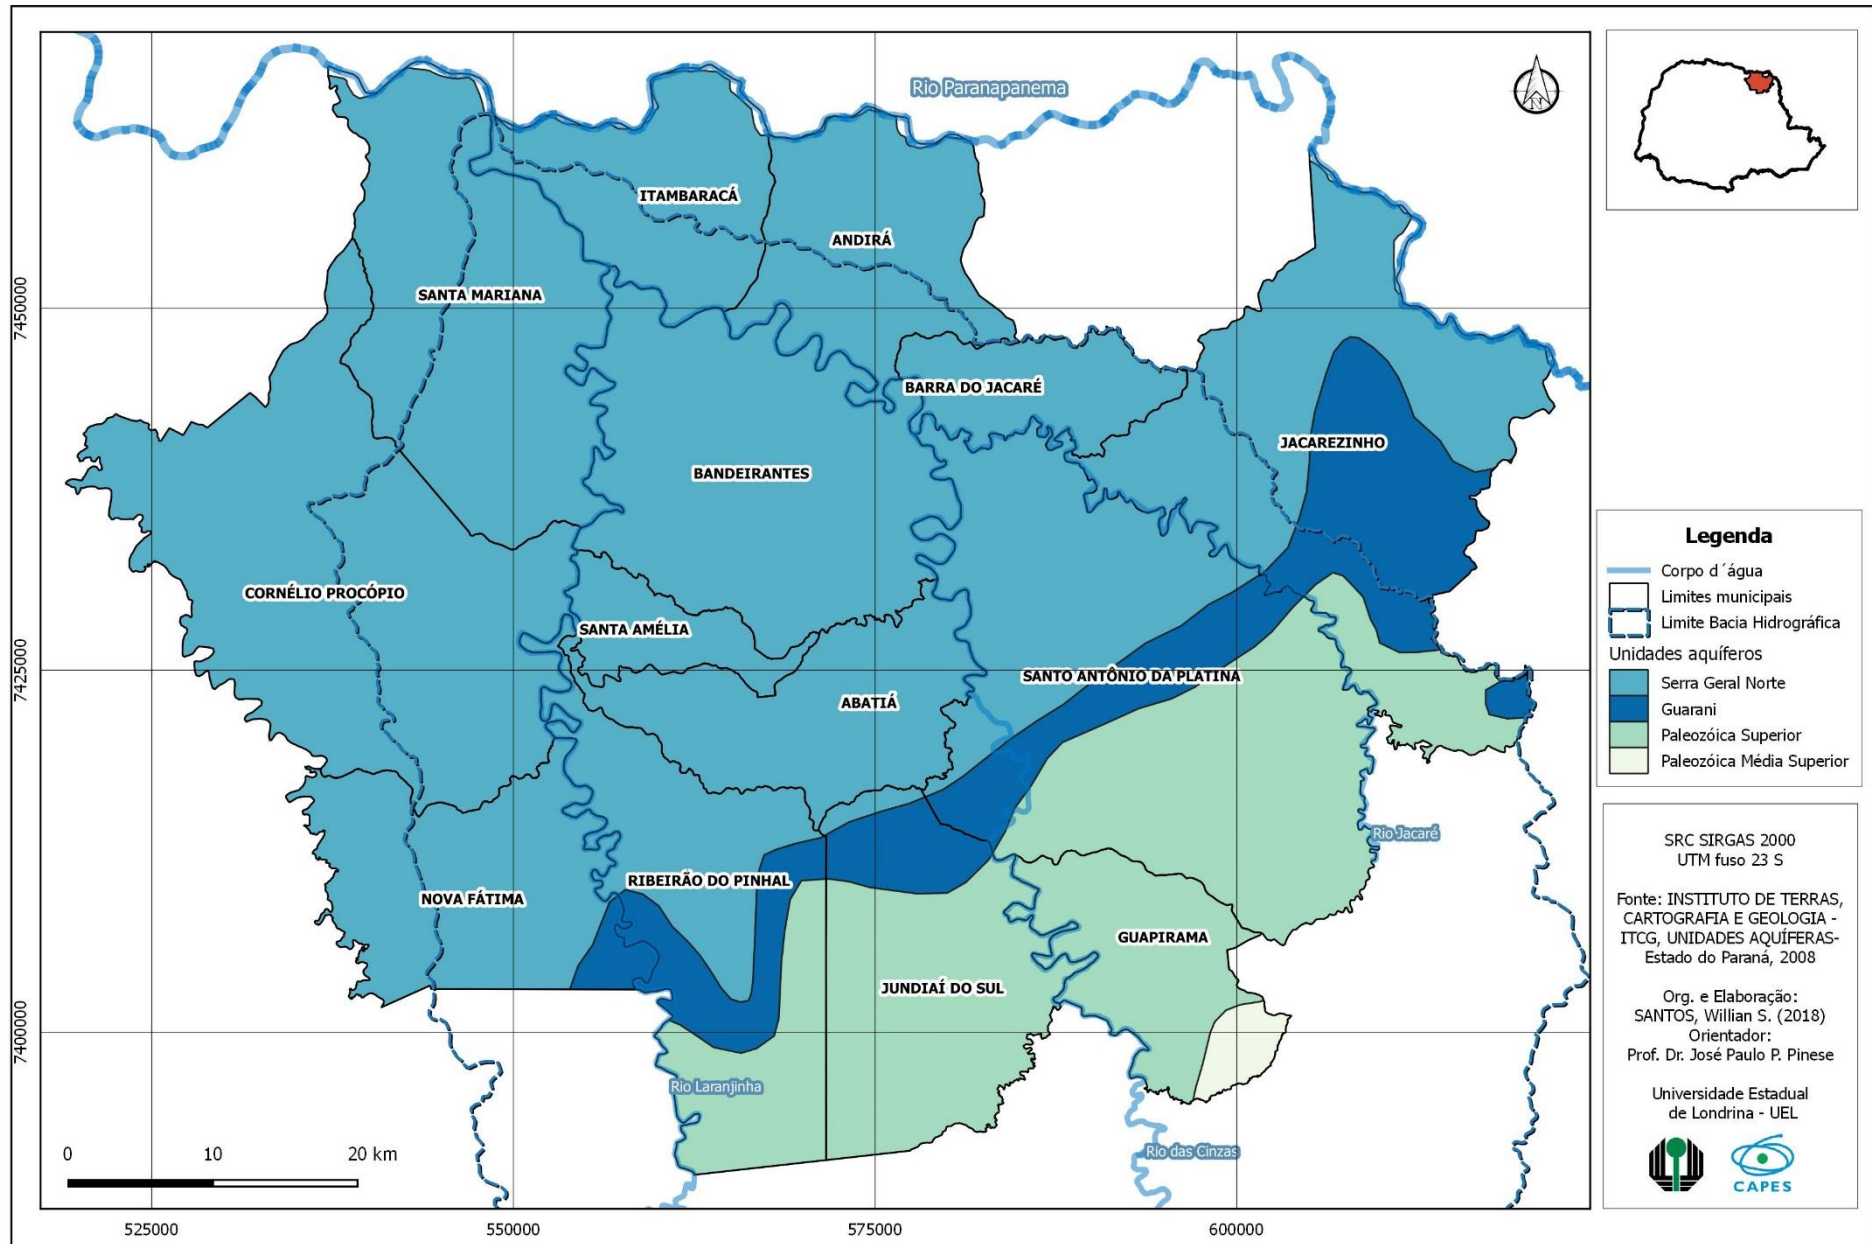 Rio Paranapanema
ITAMBARACÁ
ANDIRÁ
SANTA MARIANA
BARRA DO JACARÉ
JACAREZINHO
BANDEIRANTES
CORNÉLIO PROCÓPIO
SANTA AMÉLIA
SANTO ANTÔNIO DA PLATINA
ABATIÁ
Rio Jacaré
RIBEIRÃO DO PINHAL
NOVA FÁTIMA
GUAPIRAMA
JUNDIAÍ DO SUL
Rio Laranjinha
Rio das Cinzas
0 10 20 km
7450000
7425000
7400000
525000 550000 575000 600000
N
Legenda
Corpo d´água
Limites municipais
Limite Bacia Hidrográfica
Unidades aquíferos
Serra Geral Norte
Guarani
Paleozóica Superior
Paleozóica Média Superior
SRC SIRGAS 2000
UTM fuso 23 S
Fonte: INSTITUTO DE TERRAS,
CARTOGRAFIA E GEOLOGIA -
ITCG, UNIDADES AQUÍFERAS-
Estado do Paraná, 2008
Org. e Elaboração:
SANTOS, Willian S. (2018)
Orientador:
Prof. Dr. José Paulo P. Pinese
Universidade Estadual
de Londrina - UEL
CAPES